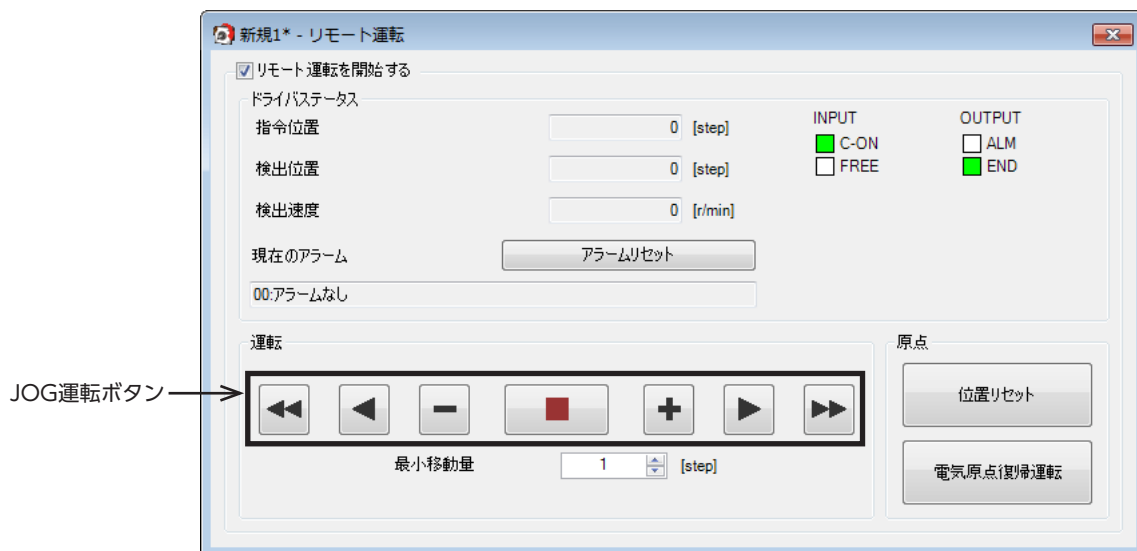 新規1* - リモート運転
リモート運転を開始する
ドライバステータス
指令位置 0 [step]
検出位置 0 [step]
検出速度 0 [r/min]
INPUT
C-ON
FREE
OUTPUT
ALM
END
現在のアラーム アラームリセット
00:アラームなし
運転
JOG運転ボタン
最小移動量 1 [step]
原点
位置リセット
電気原点復帰運転